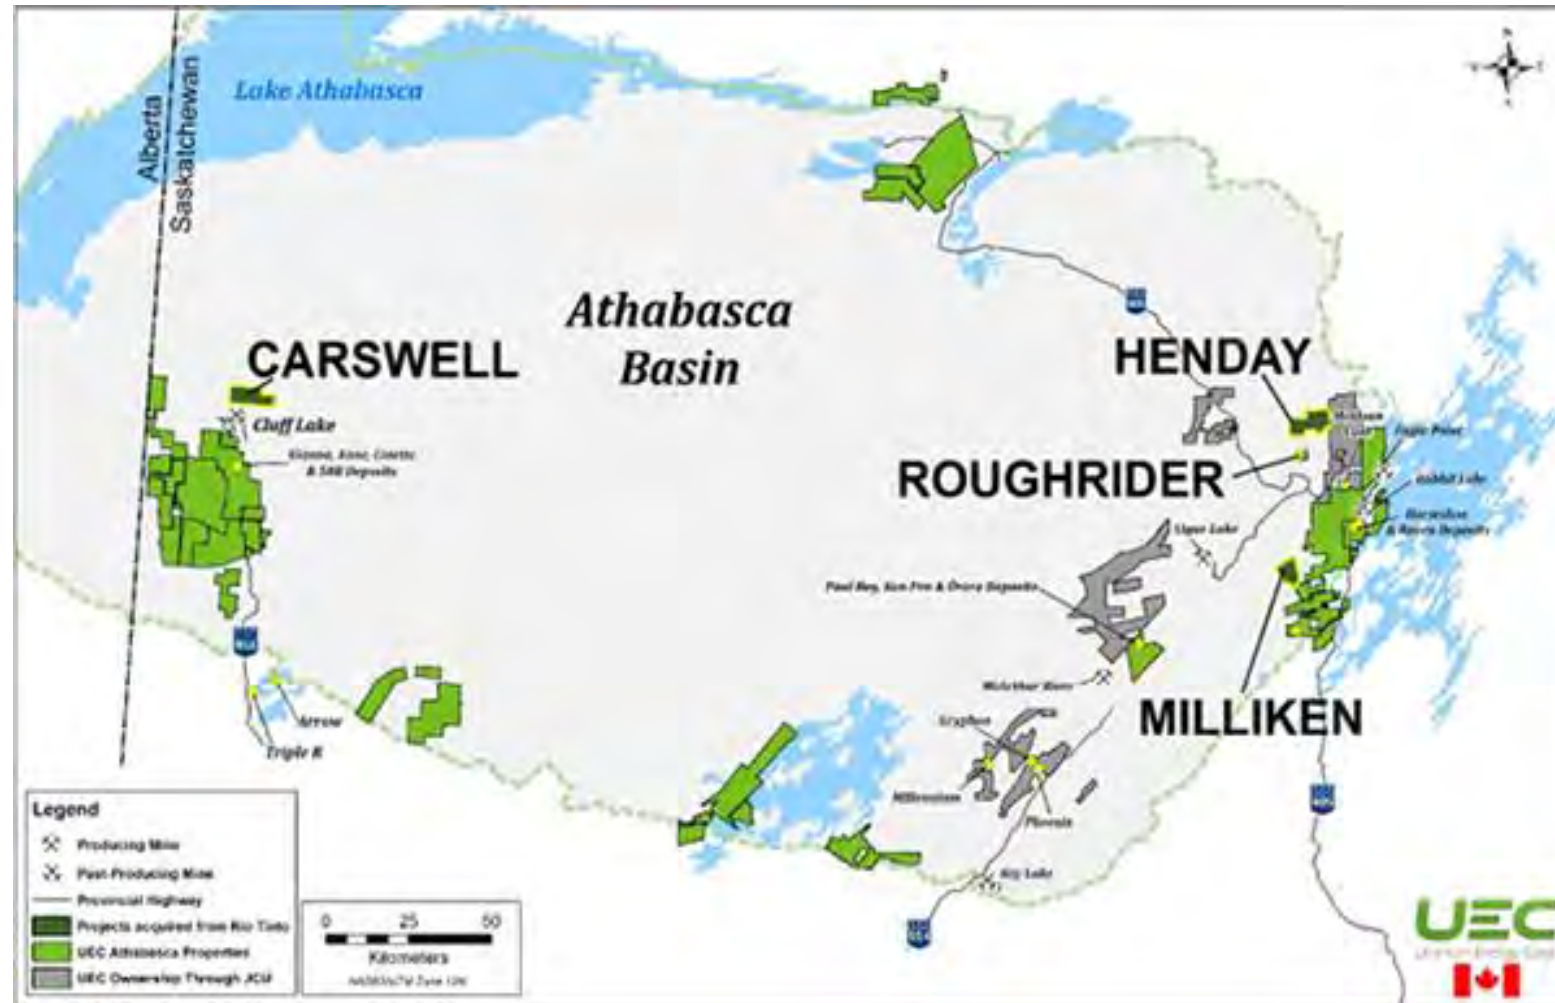 N
Lake Athabasca
Alberta
Saskatchewan
Athabasca
Basin
CARSWELL
Cluff Lake
& 58B Deposits
HENDAY
ROUGHRIDER
Eagle Point
Rabbit Lake
Horseshoe
& Raven Deposits
Paul Bay, Ken Pen & Ȯrora Deposits
McArthur River
MILLIKEN
Gryphon
Millennium
Phoenix
Key Lake
Arrow
Triple R
Legend
Producing Mine
Past-Producing Mine
Provincial Highway
Projects acquired from Rio Tinto
UEC Athabasca Properties
UEC Ownership Through JCU
0 25 50
Kilometers
UEC